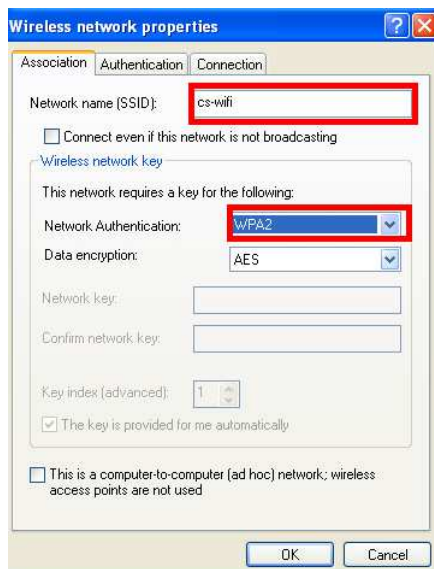 Wireless network properties
Association Authentication Connection
Network name (SSID): cs-wifi
Connect even if this network is not broadcasting
Wireless network key
This network requires a key for the following:
Network Authentication: WPA2
Data encryption: AES
Network key:
Confirm network key:
Key index (advanced): 1
The key is provided for me automatically
This is a computer-to-computer (ad hoc) network; wireless
access points are not used
OK Cancel